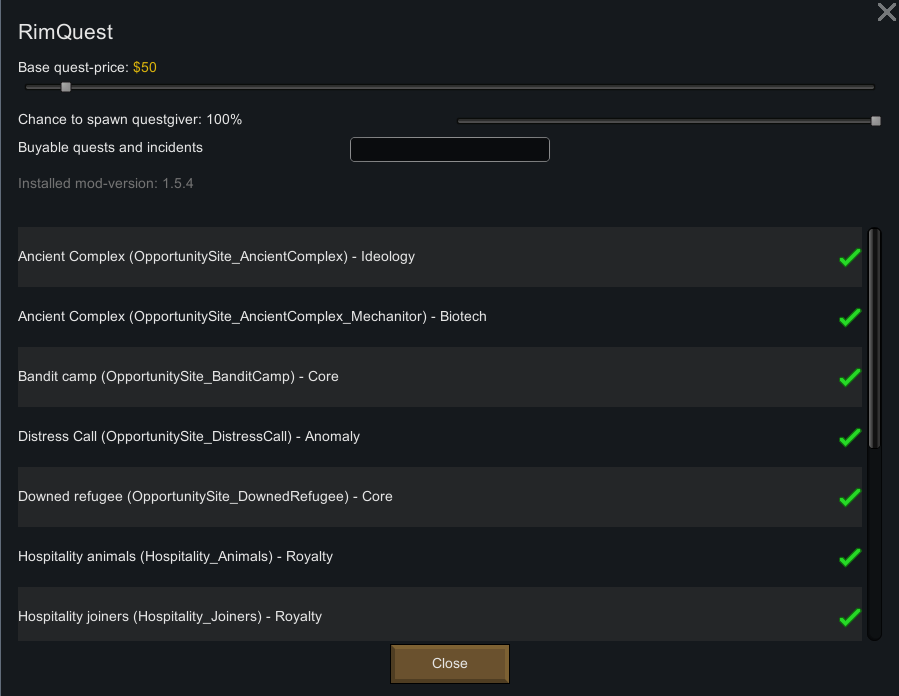 RimQuest
Base quest-price: $50
Chance to spawn questgiver: 100%
Buyable quests and incidents
Installed mod-version: 1.5.4
Ancient Complex (OpportunitySite_AncientComplex) - Ideology
Ancient Complex (OpportunitySite_AncientComplex_Mechanitor) - Biotech
Bandit camp (OpportunitySite_BanditCamp) - Core
Distress Call (OpportunitySite_DistressCall) - Anomaly
Downed refugee (OpportunitySite_DownedRefugee) - Core
Hospitality animals (Hospitality_Animals) - Royalty
Hospitality joiners (Hospitality_Joiners) - Royalty
Close